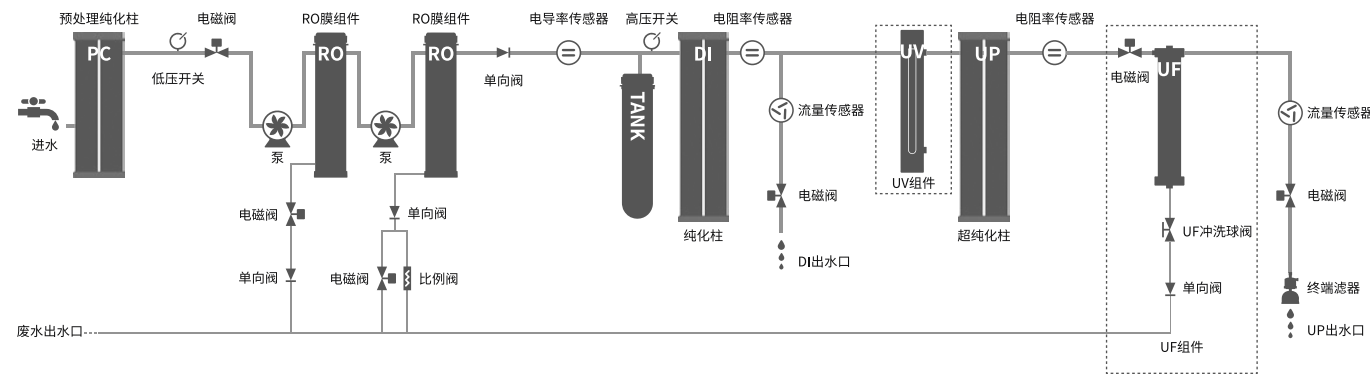 预处理纯化柱
电磁阀
RO膜组件
RO膜组件
电导率传感器
高压开关
电阻率传感器
电阻率传感器
PC
RO
RO
DI
UV
UP
UF
低压开关
单向阀
电磁阀
TANK
进水
泵
泵
流量传感器
流量传感器
UV组件
电磁阀
电磁阀
电磁阀
单向阀
纯化柱
超纯化柱
UF冲洗球阀
DI出水口
单向阀
电磁阀
比例阀
单向阀
终端滤器
废水出水口
UP出水口
UF组件